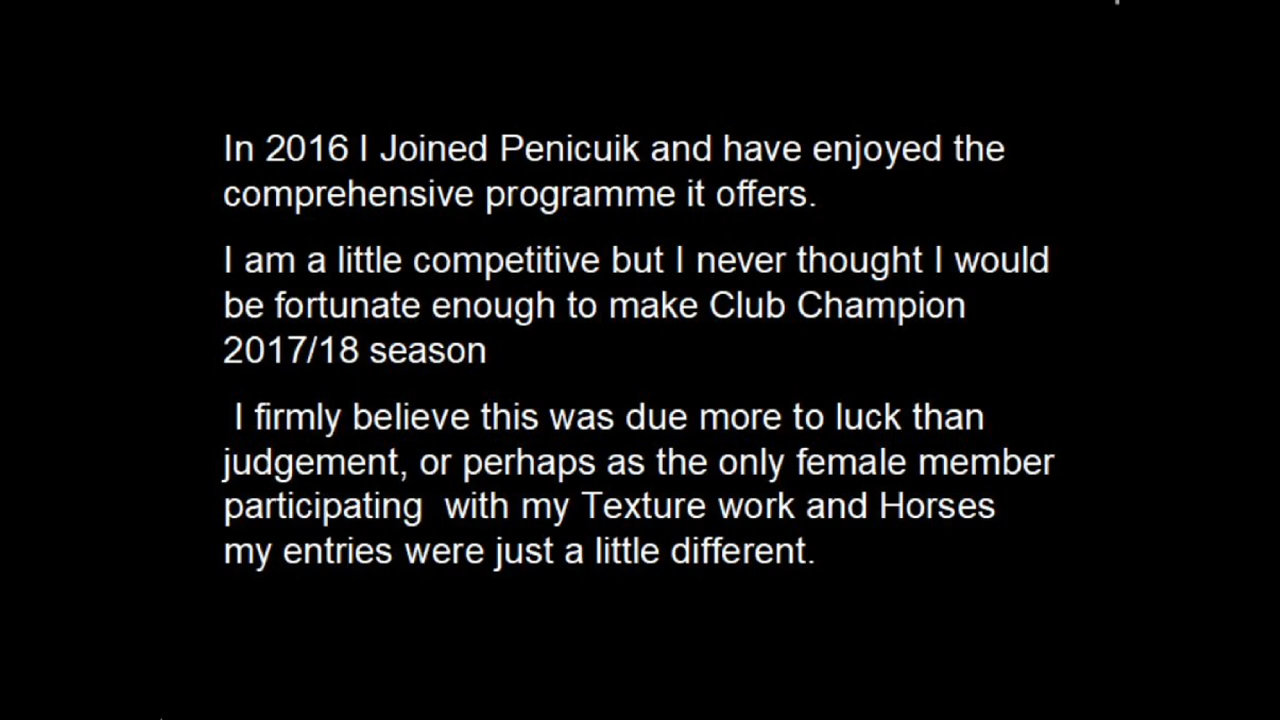 In 2016 I Joined Penicuik and have enjoyed the
comprehensive programme it offers.
I am a little competitive but I never thought I would
be fortunate enough to make Club Champion
2017/18 season
I firmly believe this was due more to luck than
judgement, or perhaps as the only female member
participating  with my Texture work and Horses
my entries were just a little different.